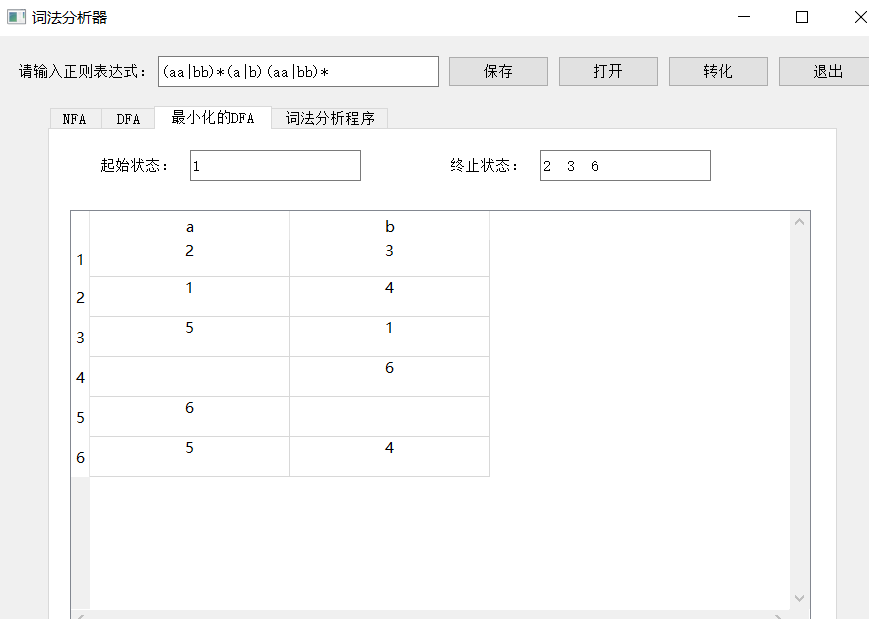 词法分析器
请输入正则表达式： (aa|bb)*(a|b)(aa|bb)* 保存 打开 转化 退出
NFA DFA 最小化的DFA 词法分析程序
起始状态： 1 终止状态： 2 3 6
a b
1 2 3
2 1 4
3 5 1
4 6
5 6
6 5 4